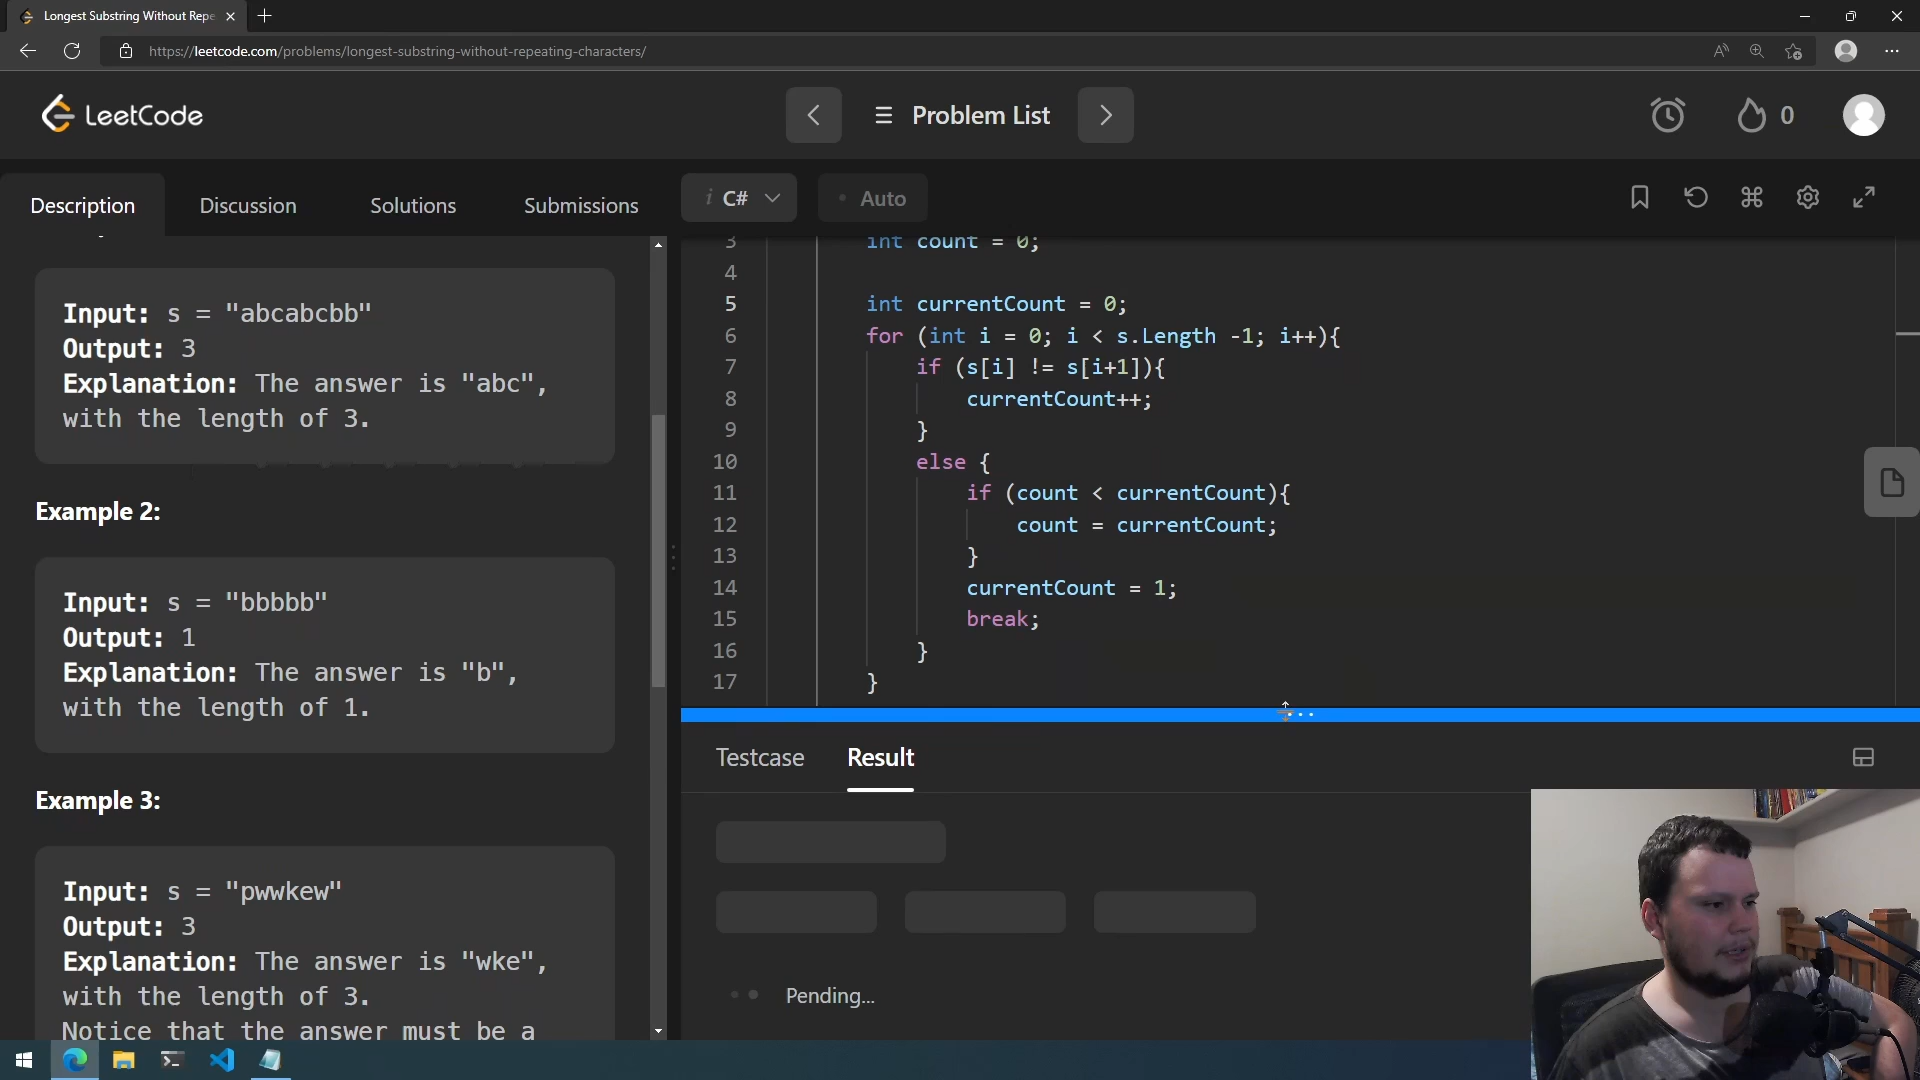 Longest Substring Without Repe
https://leetcode.com/problems/longest-substring-without-repeating-characters/
LeetCode
Problem List
0
Description
Discussion
Solutions
Submissions
i C#
Auto
Input: s = "abcabcbb"
Output: 3
Explanation: The answer is "abc",
with the length of 3.
Example 2:
Input: s = "bbbbb"
Output: 1
Explanation: The answer is "b",
with the length of 1.
Example 3:
Input: s = "pwwkew"
Output: 3
Explanation: The answer is "wke",
with the length of 3.
Notice that the answer must be a
3 int count = 0;
4
5 int currentCount = 0;
6 for (int i = 0; i < s.Length -1; i++){
7 if (s[i] != s[i+1]){
8 currentCount++;
9 }
10 else {
11 if (count < currentCount){
12 count = currentCount;
13 }
14 currentCount = 1;
15 break;
16 }
17 }
Testcase
Result
Pending...